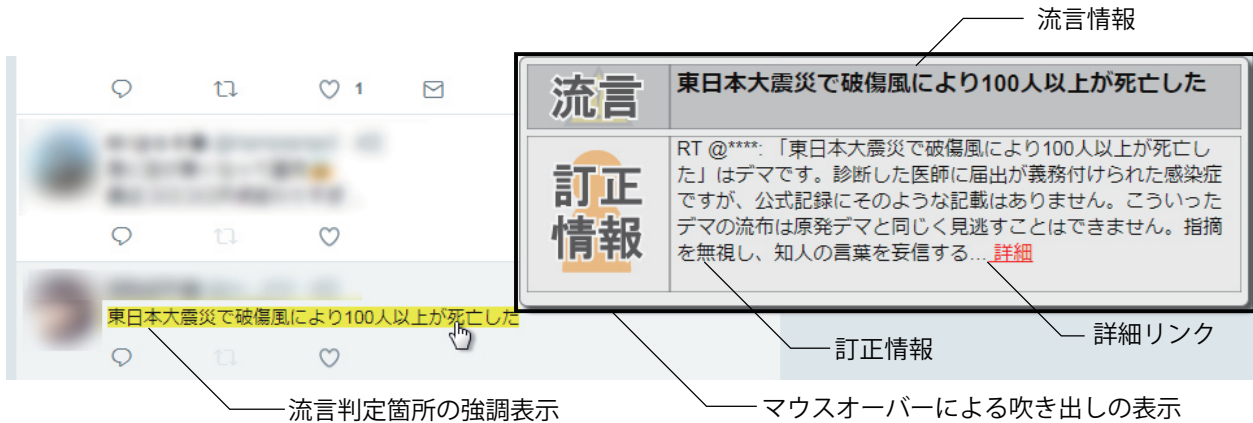 流言情報
1
流言
東日本大震災で破傷風により100人以上が死亡した
訂正
情報
RT @****: 「東日本大震災で破傷風により100人以上が死亡し
た」はデマです。診断した医師に届出が義務付けられた感染症
ですが、公式記録にそのような記載はありません。こういった
デマの流布は原発デマと同じく見逃すことはできません。指摘
を無視し、知人の言葉を妄信する... 詳細
東日本大震災で破傷風により100人以上が死亡した
訂正情報
詳細リンク
流言判定箇所の強調表示
マウスオーバーによる吹き出しの表示